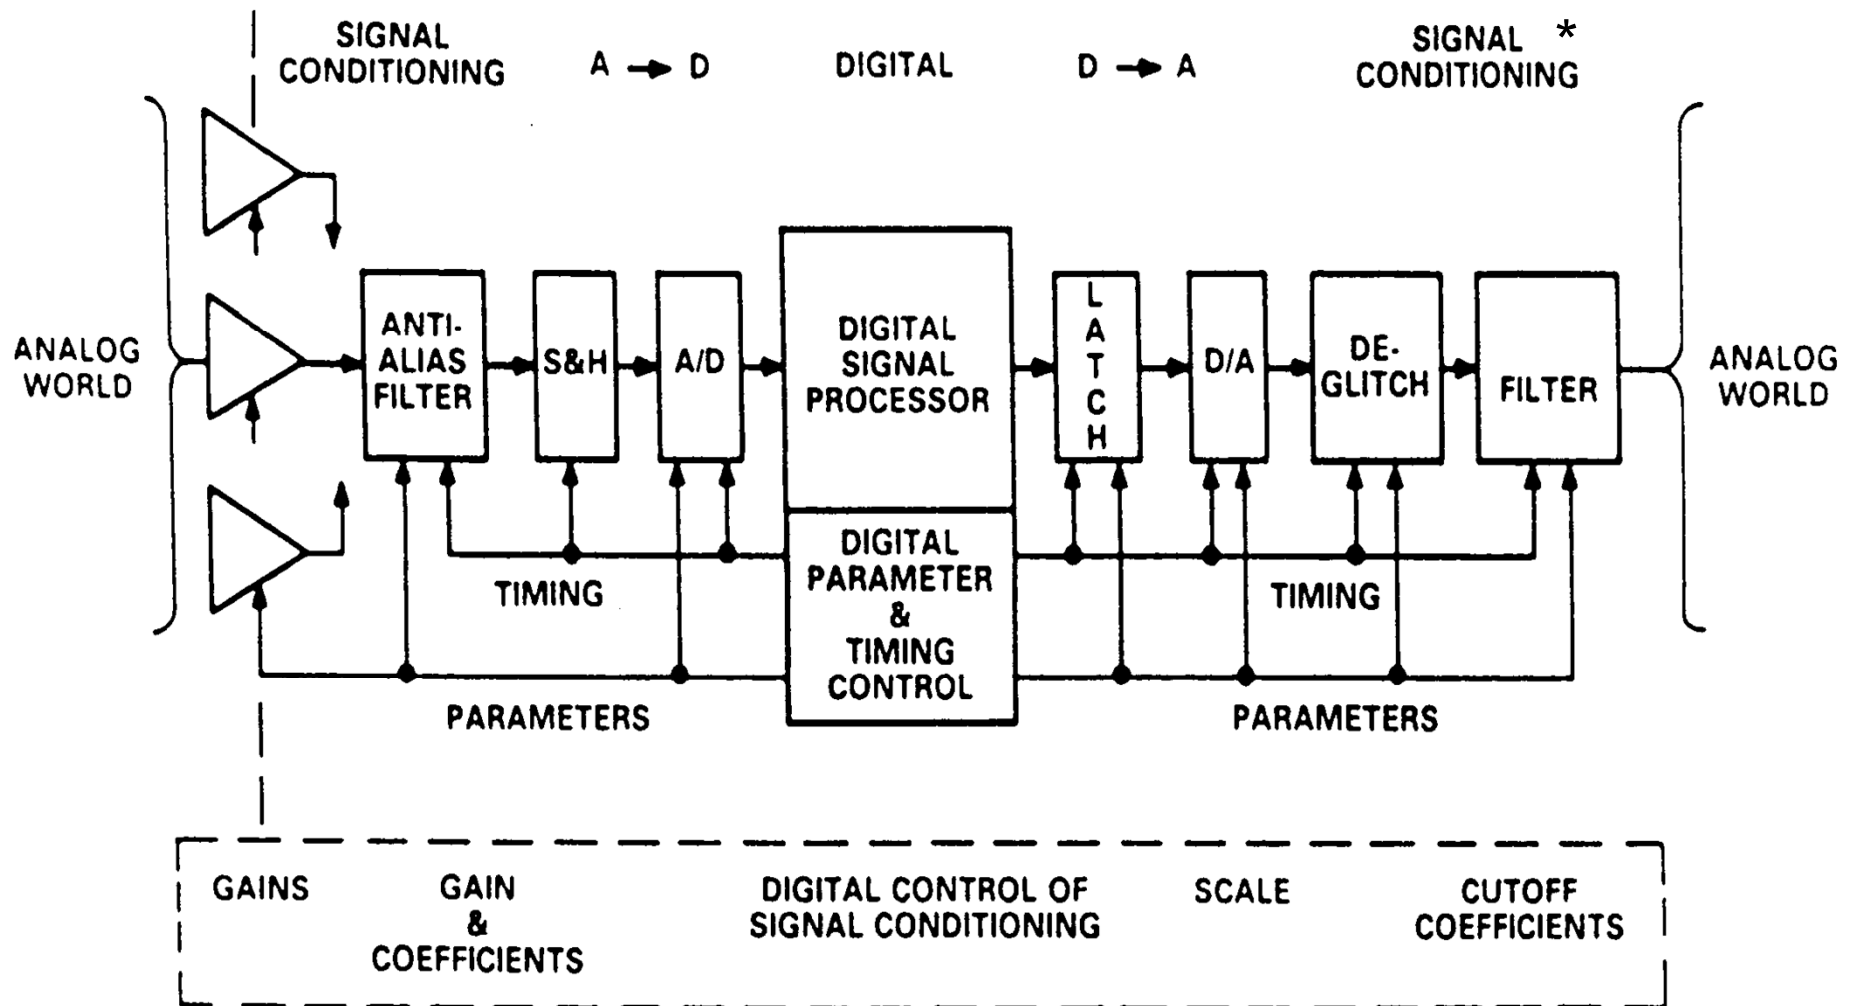 SIGNAL
CONDITIONING
A → D
DIGITAL
D → A
SIGNAL *
CONDITIONING
ANALOG
WORLD
ANTI-
ALIAS
FILTER
S&H
A/D
DIGITAL
SIGNAL
PROCESSOR
L
A
T
C
H
D/A
DE-
GLITCH
FILTER
ANALOG
WORLD
TIMING
DIGITAL
PARAMETER
&
TIMING
CONTROL
TIMING
PARAMETERS
PARAMETERS
GAINS
GAIN
&
COEFFICIENTS
DIGITAL CONTROL OF
SIGNAL CONDITIONING
SCALE
CUTOFF
COEFFICIENTS